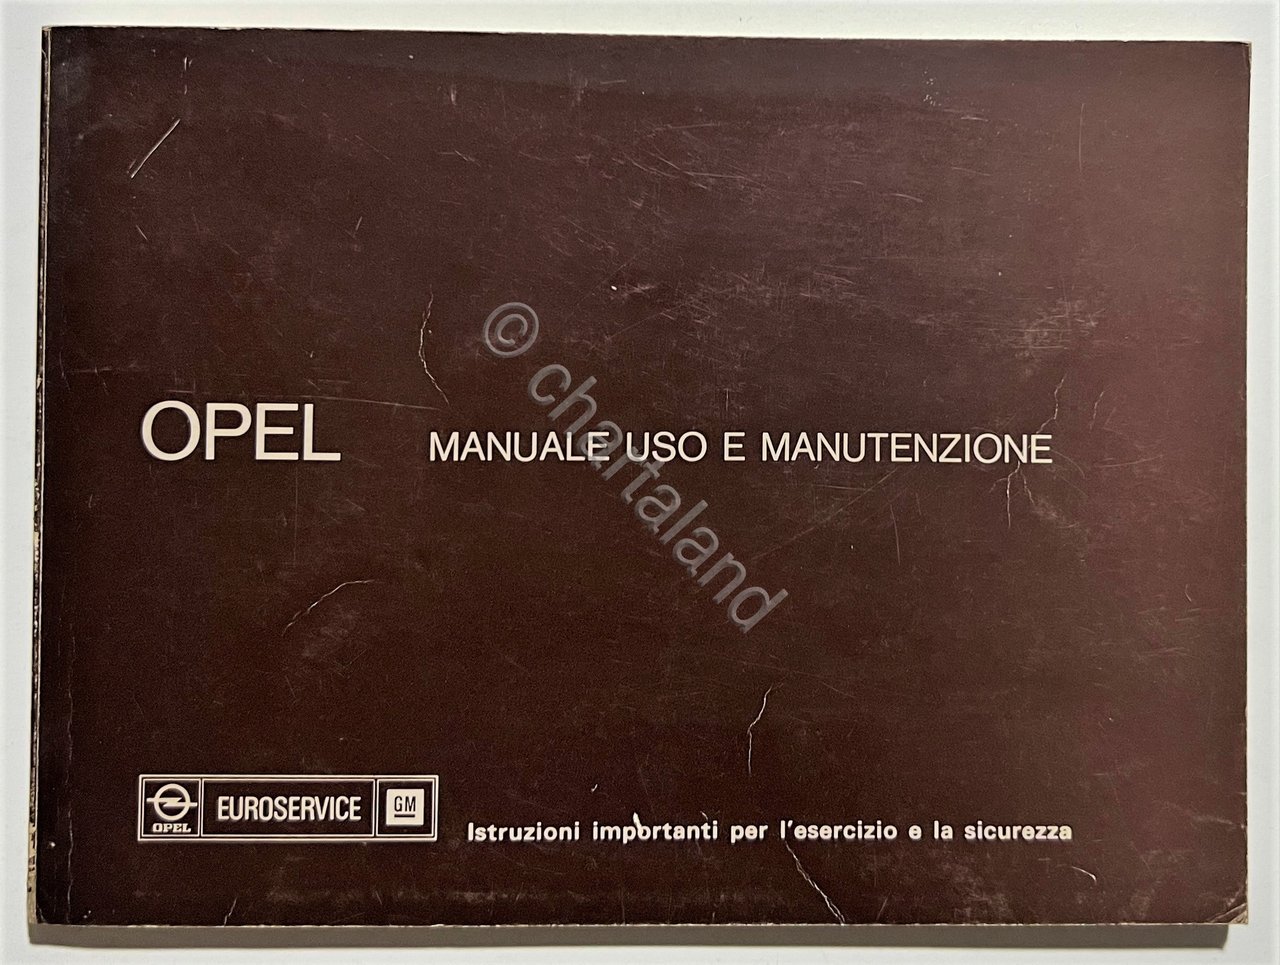 OPEL MANUALE USO E MANUTENZIONE
© chartaland
OPEL EUROSERVICE GM
Istruzioni importanti per l'esercizio e la sicurezza